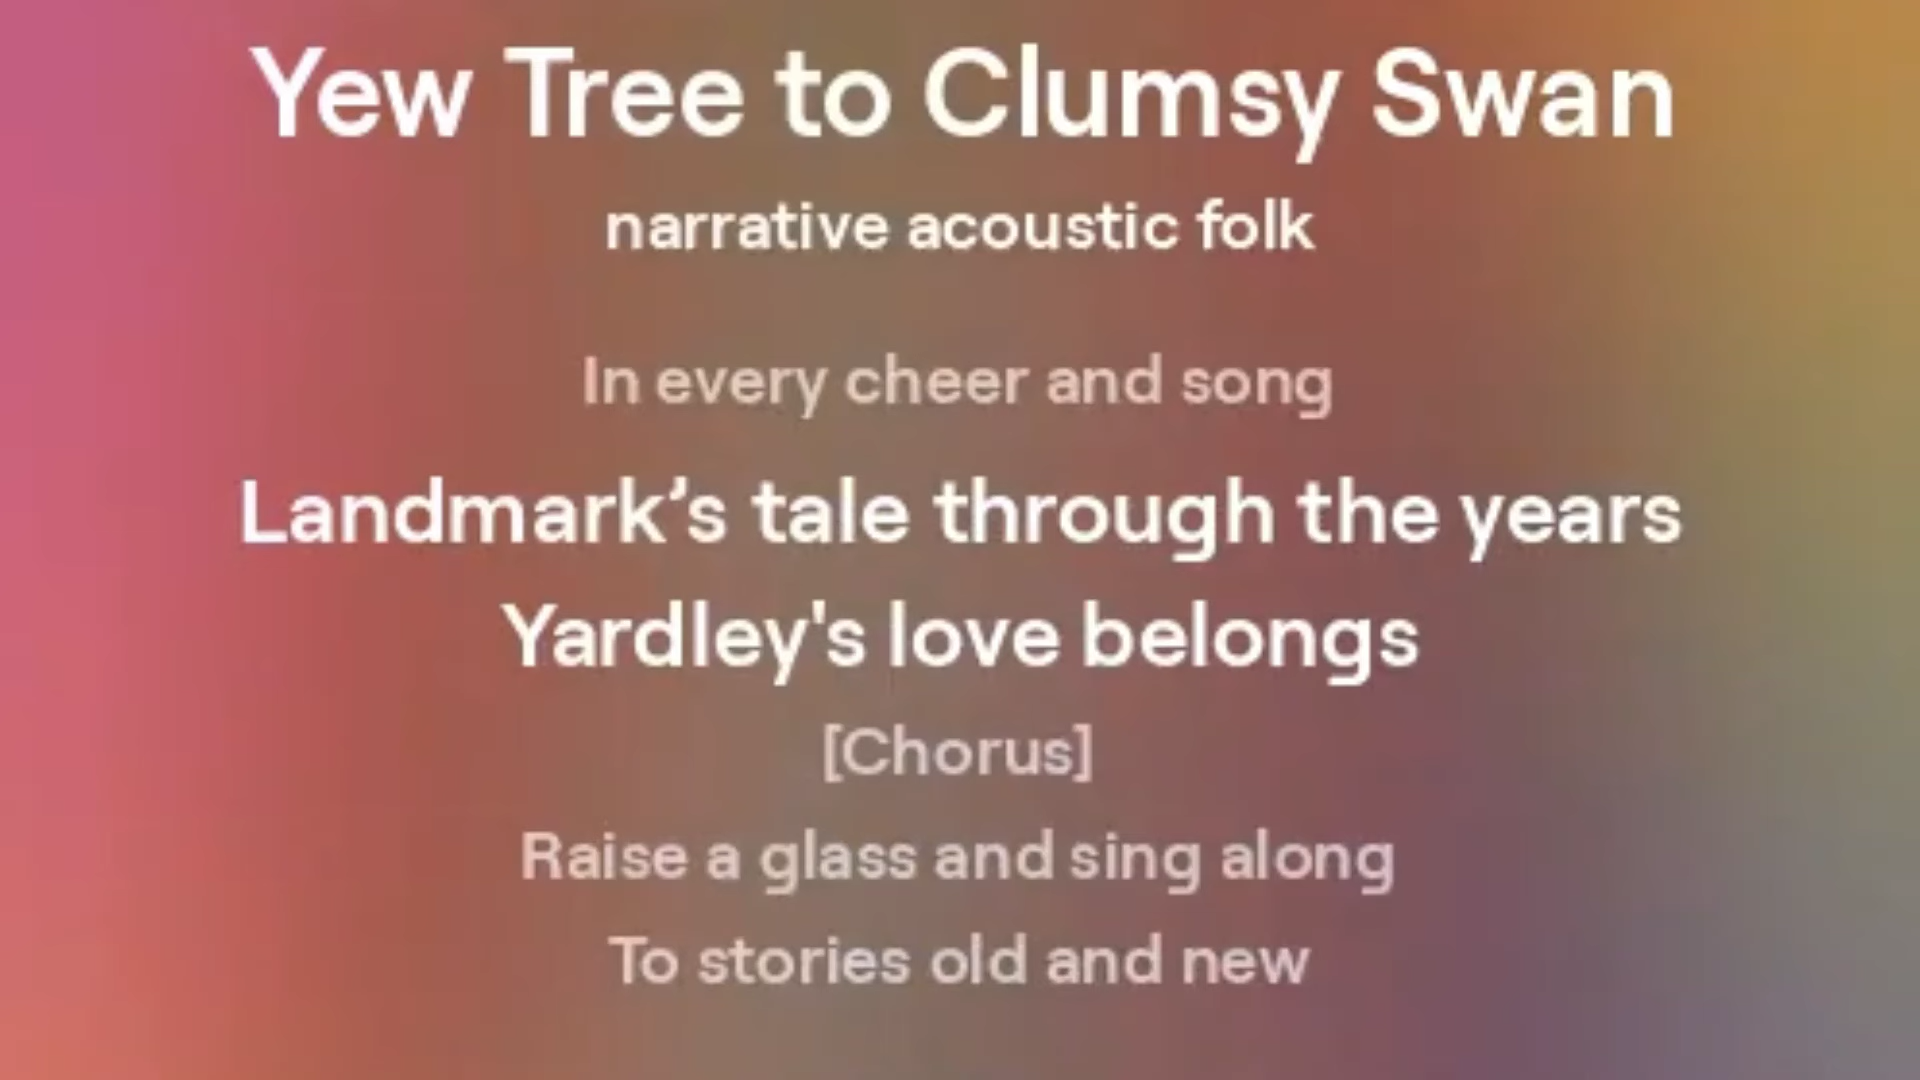 Yew Tree to Clumsy Swan
narrative acoustic folk
In every cheer and song
Landmark’s tale through the years
Yardley's love belongs
[Chorus]
Raise a glass and sing along
To stories old and new